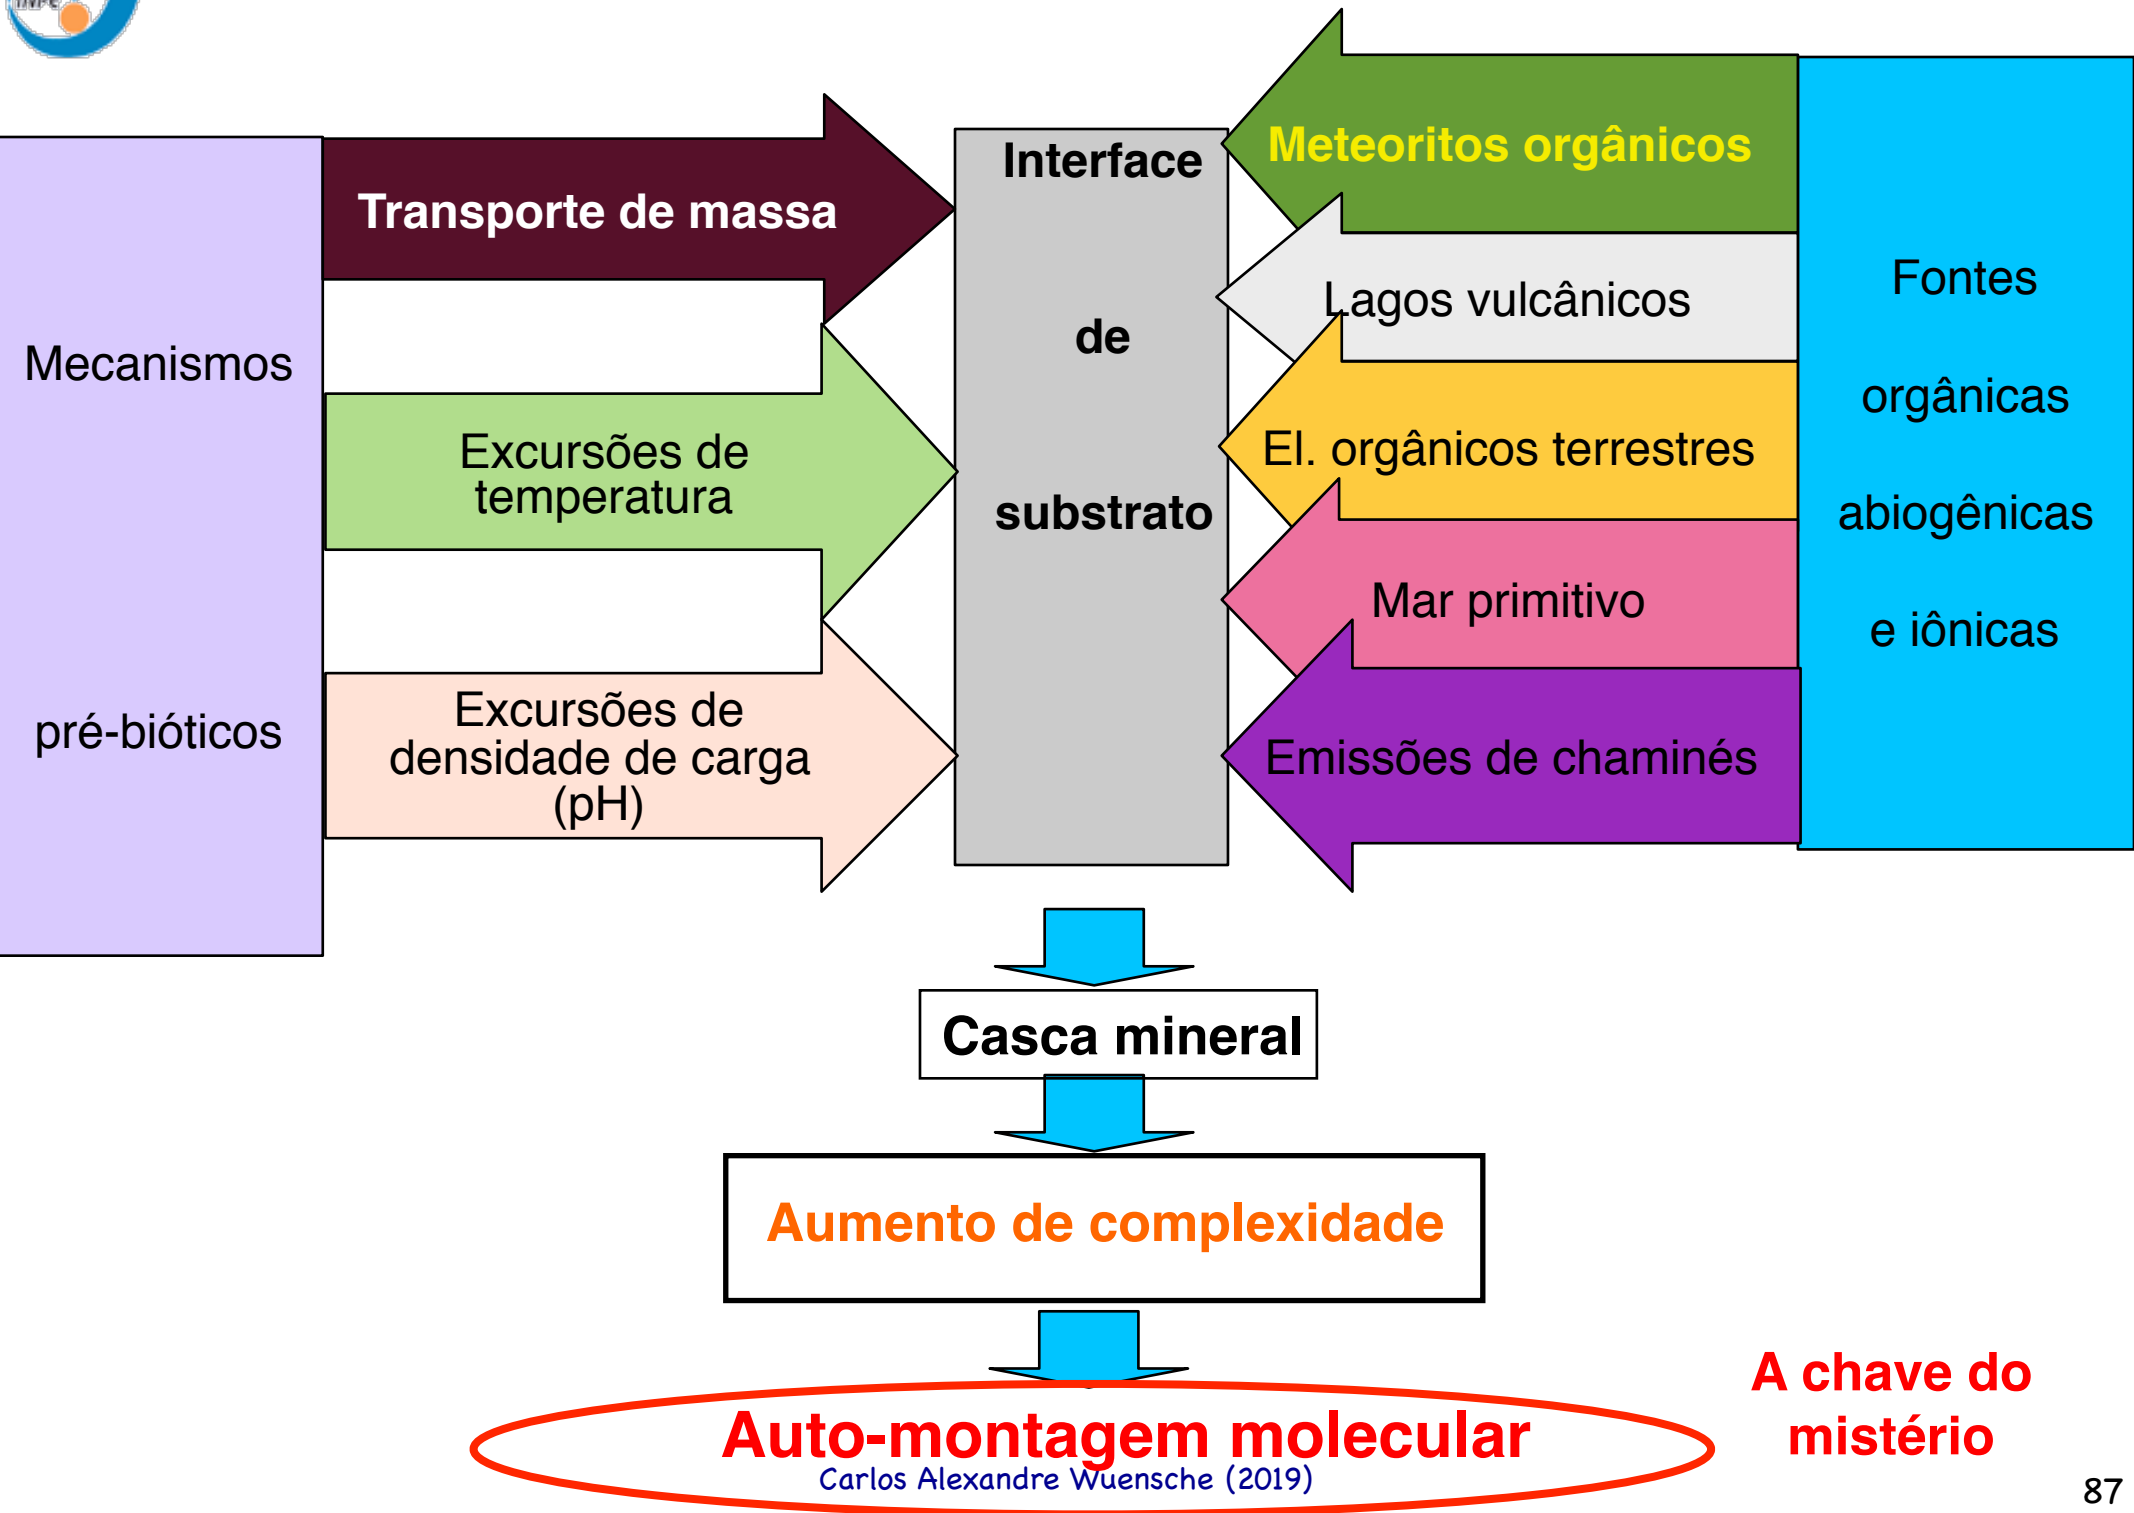 INPE
Mecanismos
pré-bióticos
Transporte de massa
Excursões de
temperatura
Excursões de
densidade de carga
(pH)
Interface
de
substrato
Meteoritos orgânicos
Lagos vulcânicos
El. orgânicos terrestres
Mar primitivo
Emissões de chaminés
Fontes
orgânicas
abiogênicas
e iônicas
Casca mineral
Aumento de complexidade
Auto-montagem molecular
A chave do
mistério
Carlos Alexandre Wuensche (2019)
87